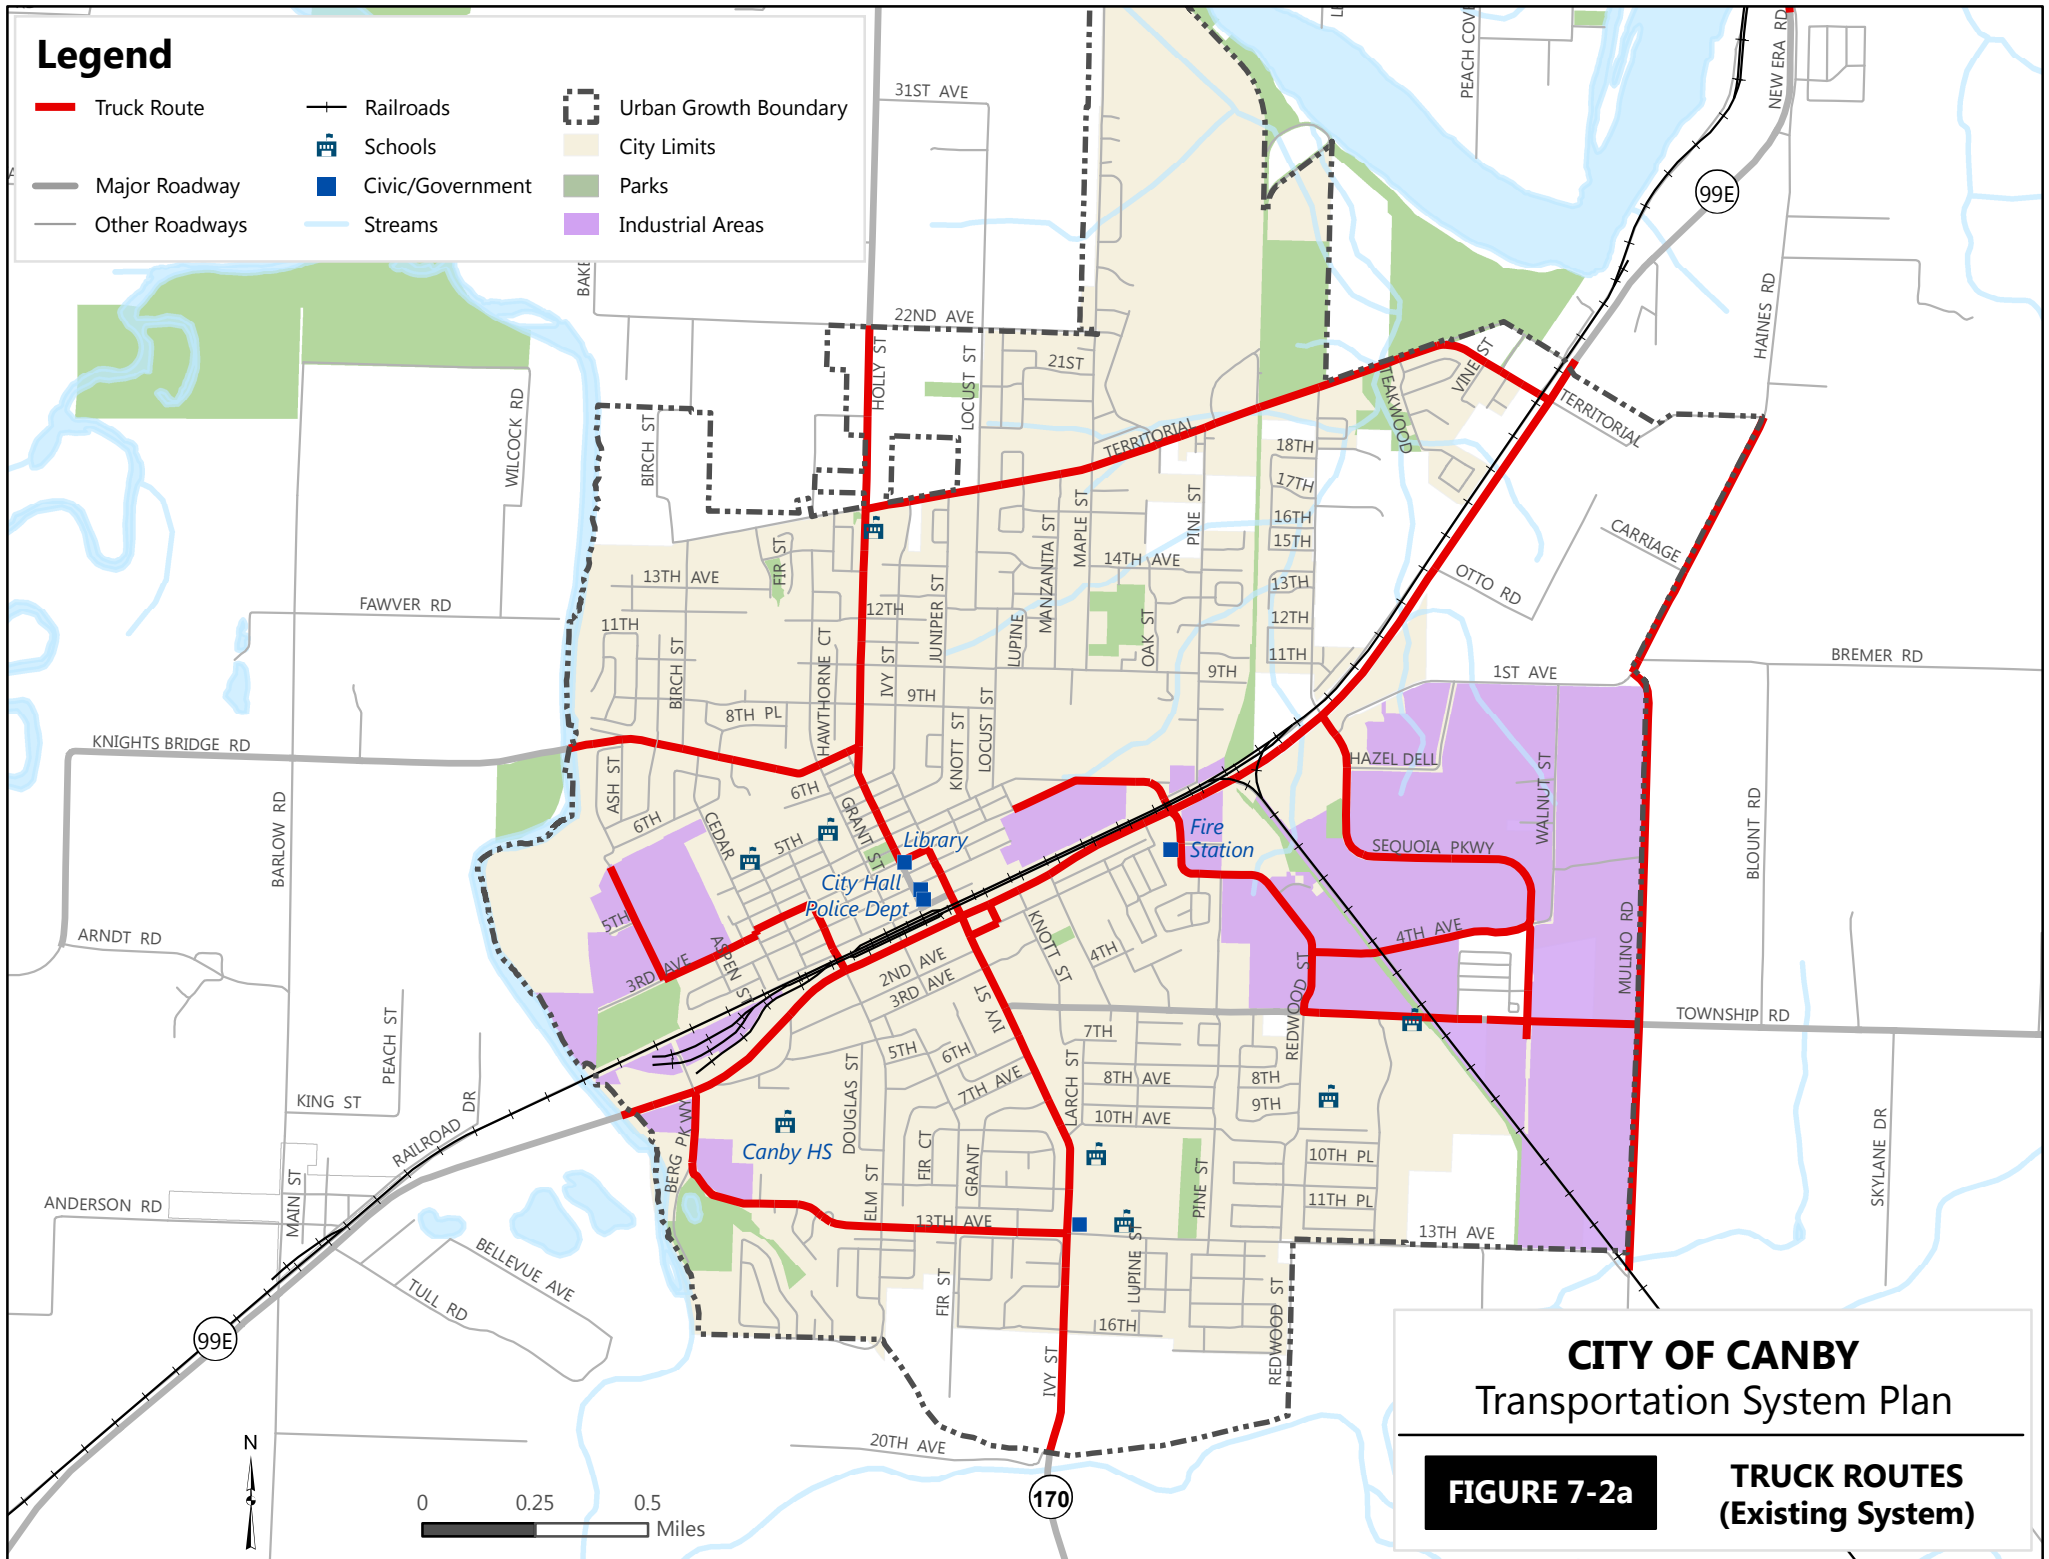 Legend
Truck Route
Railroads
Urban Growth Boundary
Schools
City Limits
Major Roadway
Civic/Government
Parks
Other Roadways
Streams
Industrial Areas
31ST AVE
PEACH COV
NEW ERA RD
99E
BAKE
22ND AVE
HAINES RD
HOLLY ST
LOCUST ST
21ST
VINE ST
TEAKWOOD
TERRITORIAL
TERRITORIAL
WILCOCK RD
BIRCH ST
18TH
17TH
16TH
15TH
PINE ST
MAPLE ST
MANZANITA ST
14TH AVE
CARRIAGE
OTTO RD
FIR ST
13TH AVE
13TH
FAWVER RD
12TH
12TH
JUNIPER ST
LUPINE
OAK ST
11TH
11TH
BIRCH ST
HAWTHORNE CT
IVY ST
9TH
1ST AVE
BREMER RD
8TH PL
9TH
KNOTT ST
LOCUST ST
KNIGHTS BRIDGE RD
HAZEL DELL
ASH ST
6TH
WALNUT ST
BARLOW RD
6TH
CEDAR
GRANT ST
5TH
Library
Fire
Station
SEQUOIA PKWY
BLOUNT RD
City Hall
Police Dept
5TH
ARNDT RD
3RD AVE
ASPEN ST
2ND AVE
3RD AVE
KNOTT ST
4TH
4TH AVE
MULINO RD
IVY ST
REDWOOD ST
TOWNSHIP RD
PEACH ST
7TH
5TH
6TH
7TH AVE
DOUGLAS ST
LARCH ST
8TH AVE
8TH
9TH
KING ST
RAILROAD DR
BERG PKWY
10TH AVE
Canby HS
FIR CT
GRANT
10TH PL
SKYLANE DR
MAIN ST
ANDERSON RD
ELM ST
PINE ST
11TH PL
13TH AVE
13TH AVE
BELLEVUE AVE
TULL RD
FIR ST
LUPINE ST
REDWOOD ST
16TH
99E
IVY ST
20TH AVE
170
N
0
0.25
0.5
Miles
CITY OF CANBY
Transportation System Plan
FIGURE 7-2a
TRUCK ROUTES
(Existing System)